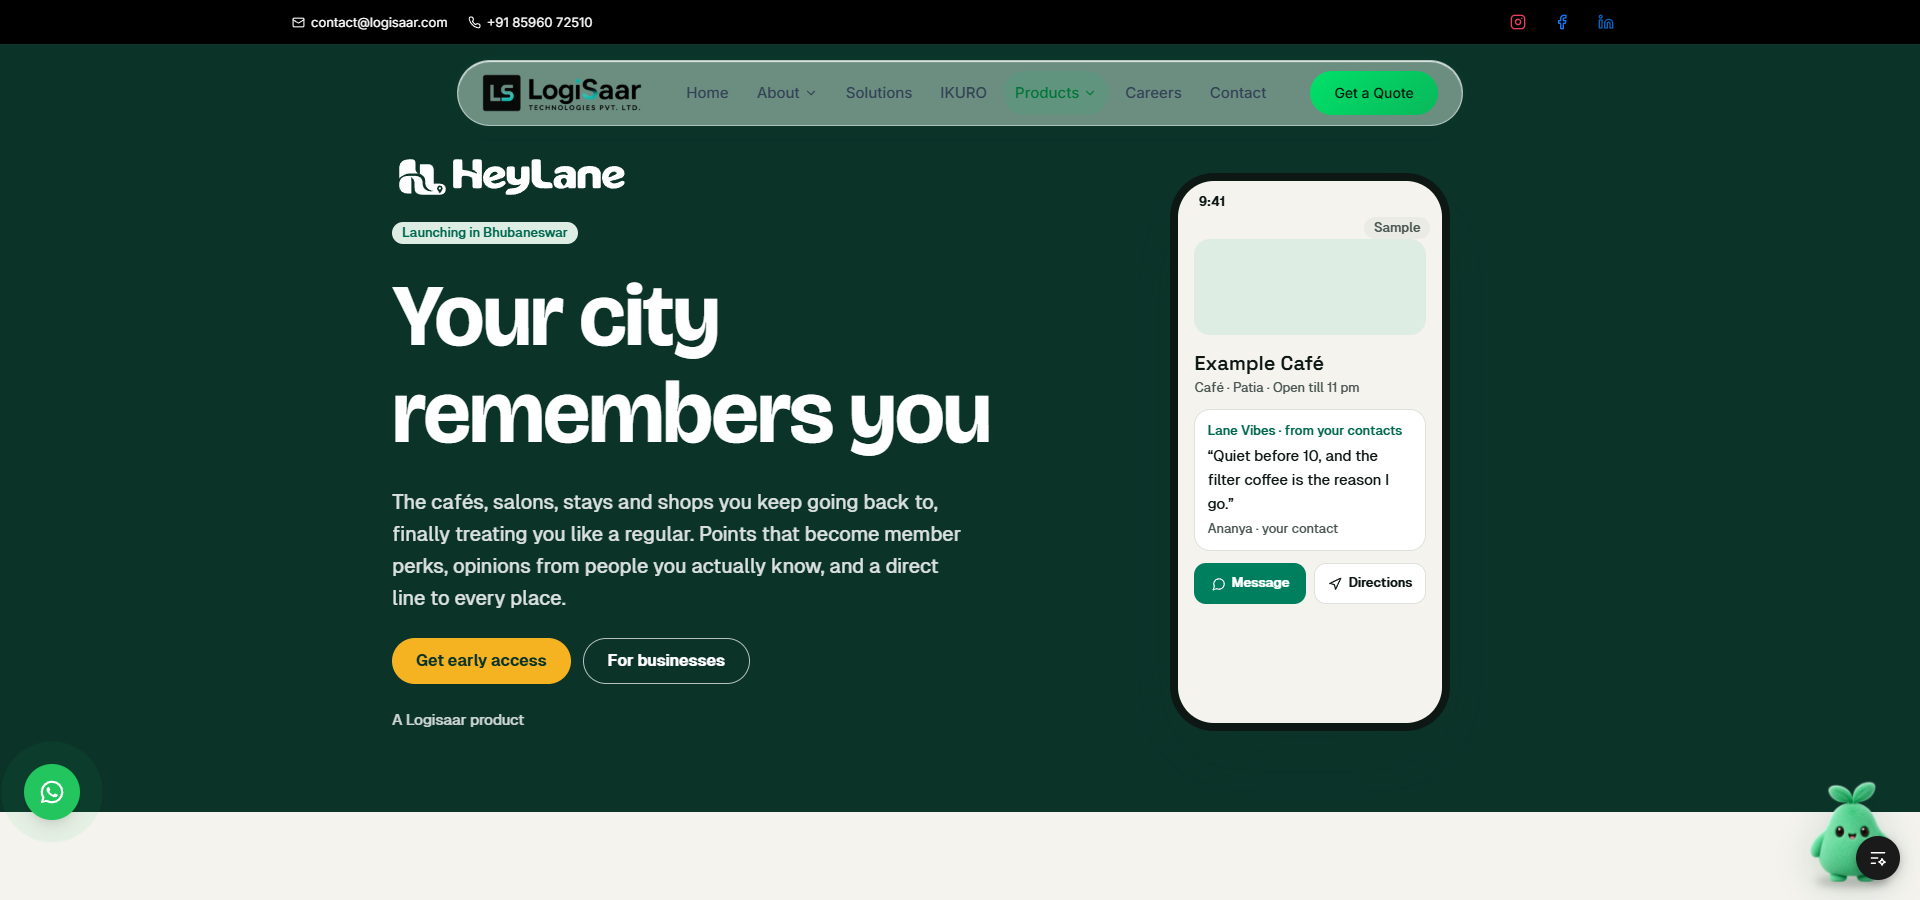 contact@logisaar.com
+91 85960 72510
LS LogiSaar
TECHNOLOGIES PVT. LTD.
Home
About
Solutions
IKURO
Products
Careers
Contact
Get a Quote
HeyLane
Launching in Bhubaneswar
Your city
remembers you
The cafés, salons, stays and shops you keep going back to,
finally treating you like a regular. Points that become member
perks, opinions from people you actually know, and a direct
line to every place.
Get early access
For businesses
A Logisaar product
9:41
Sample
Example Café
Café · Patia · Open till 11 pm
Lane Vibes · from your contacts
“Quiet before 10, and the
filter coffee is the reason I
go.”
Ananya · your contact
Message
Directions